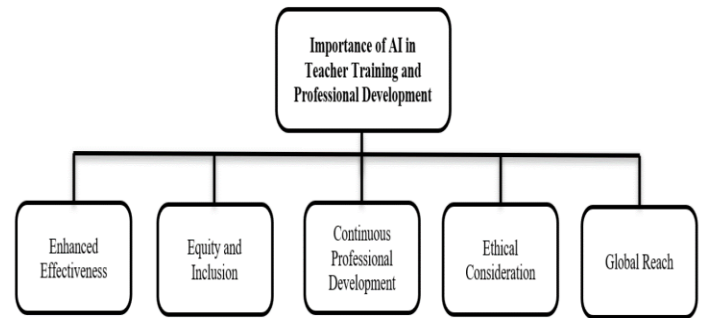 Importance of AI in
Teacher Training and
Professional Development
Enhanced
Effectiveness
Equity and
Inclusion
Continuous
Professional
Development
Ethical
Consideration
Global Reach